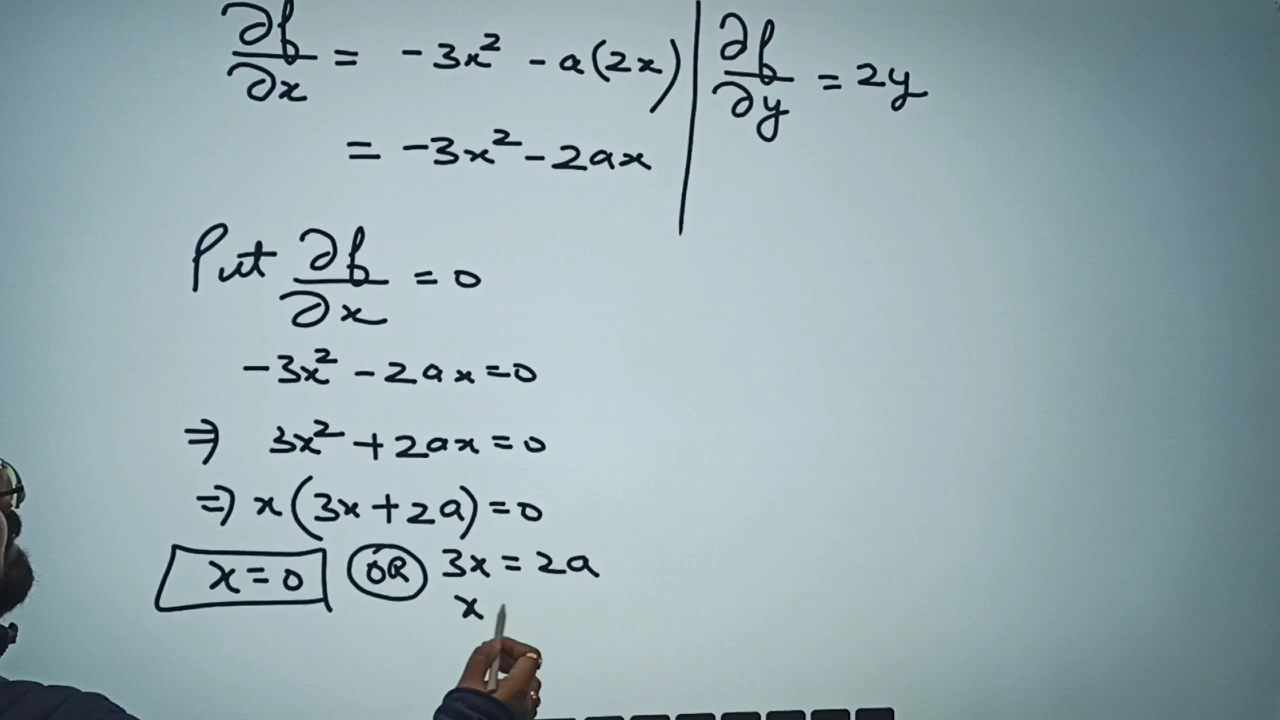 ∂f/∂x = -3x² - a(2x) | ∂f/∂y = 2y
= -3x² - 2ax
Put ∂f/∂x = 0
-3x² - 2ax = 0
⇒ 3x² + 2ax = 0
⇒ x(3x + 2a) = 0
x = 0 OR 3x = 2a
x